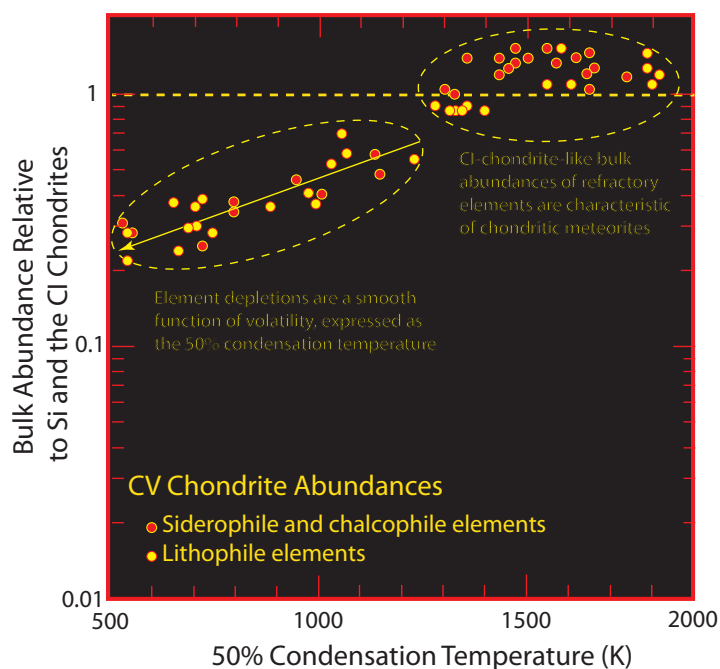 Bulk Abundance Relative
to Si and the CI Chondrites
1
0.1
0.01
CI-chondrite-like bulk
abundances of refractory
elements are characteristic
of chondritic meteorites
Element depletions are a smooth
function of volatility, expressed as
the 50% condensation temperature
CV Chondrite Abundances
Siderophile and chalcophile elements
Lithophile elements
500 1000 1500 2000
50% Condensation Temperature (K)